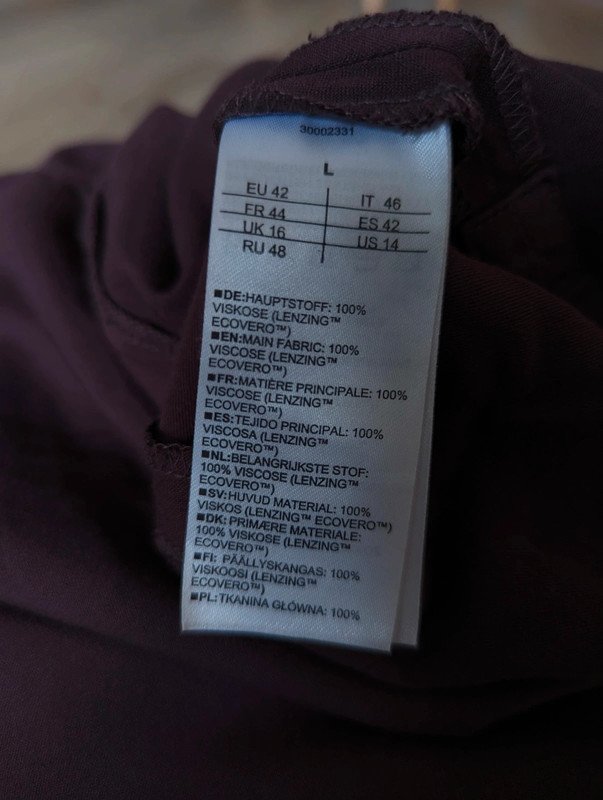 30002331
L
EU 42 IT 46
FR 44 ES 42
UK 16 US 14
RU 48
■DE:HAUPTSTOFF: 100%
VISKOSE (LENZING™
ECOVERO™)
■EN:MAIN FABRIC: 100%
VISCOSE (LENZING™
ECOVERO™)
■FR:MATIÈRE PRINCIPALE: 100%
VISCOSE (LENZING™
ECOVERO™)
■ES:TEJIDO PRINCIPAL: 100%
VISCOSA (LENZING™
ECOVERO™)
■NL:BELANGRIJKSTE STOF:
100% VISCOSE (LENZING™
ECOVERO™)
■SV:HUVUD MATERIAL: 100%
VISKOS (LENZING™ ECOVERO™)
■DK: PRIMÆRE MATERIALE:
100% VISKOSE (LENZING™
ECOVERO™)
■FI: PÄÄLLYSKANGAS: 100%
VISKOOSI (LENZING™
ECOVERO™)
■PL:TKANINA GŁÓWNA: 100%